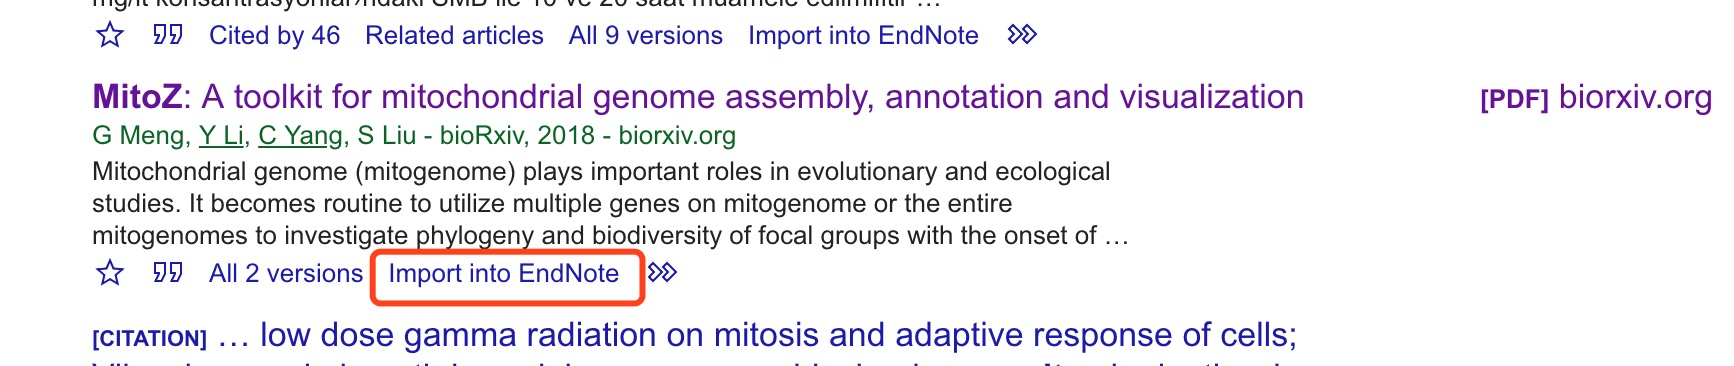 Cited by 46 Related articles All 9 versions Import into EndNote
MitoZ: A toolkit for mitochondrial genome assembly, annotation and visualization [PDF] biorxiv.org
G Meng, Y Li, C Yang, S Liu - bioRxiv, 2018 - biorxiv.org
Mitochondrial genome (mitogenome) plays important roles in evolutionary and ecological
studies. It becomes routine to utilize multiple genes on mitogenome or the entire
mitogenomes to investigate phylogeny and biodiversity of focal groups with the onset of …
All 2 versions Import into EndNote
[CITATION] … low dose gamma radiation on mitosis and adaptive response of cells;